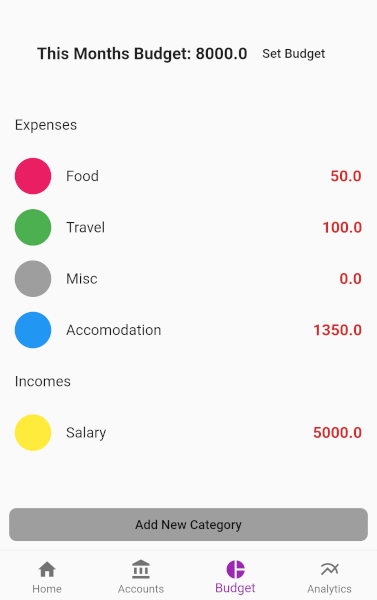 This Months Budget: 8000.0 Set Budget
Expenses
Food 50.0
Travel 100.0
Misc 0.0
Accomodation 1350.0
Incomes
Salary 5000.0
Add New Category
Home Accounts Budget Analytics